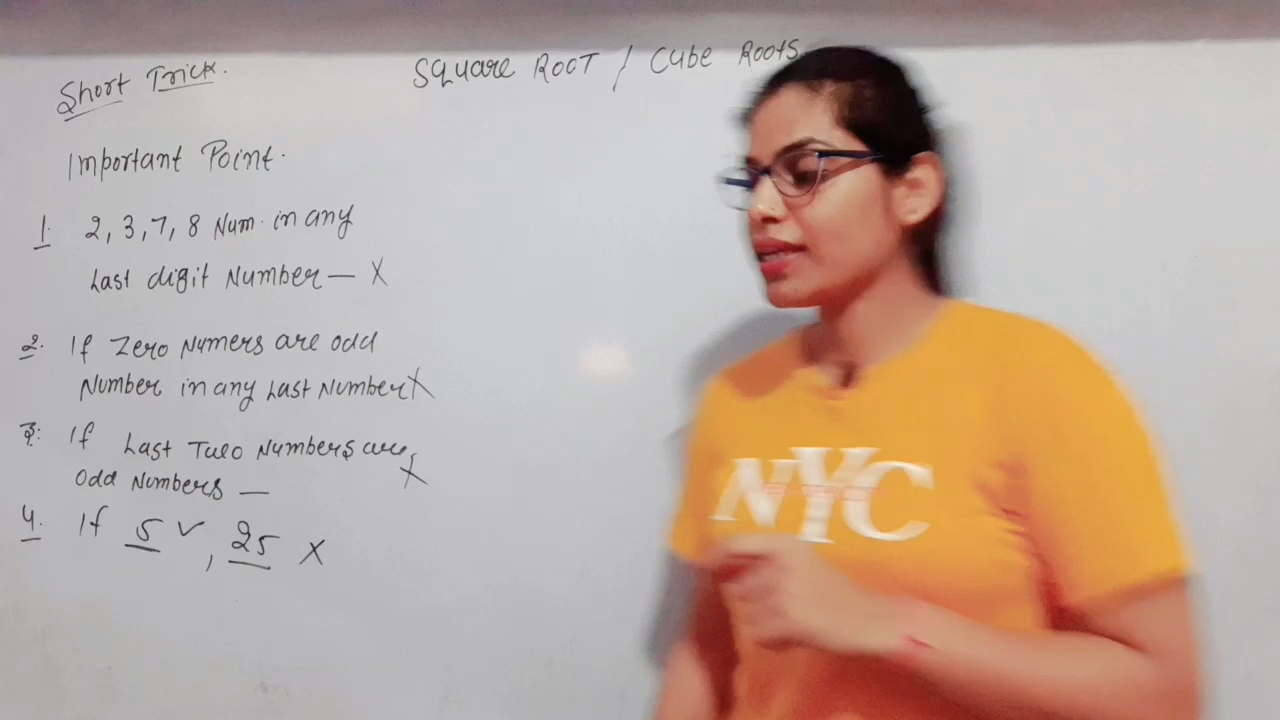 Short Trick.
Square Root / Cube Roots
Important Point.
1. 2, 3, 7, 8 Num. in any
Last digit Number — X
2. If Zero Numers are odd
Number in any Last Number X
3: If Last Two Numbers are
Odd Numbers — X
4. If 5 ✓, 25 X
NYC